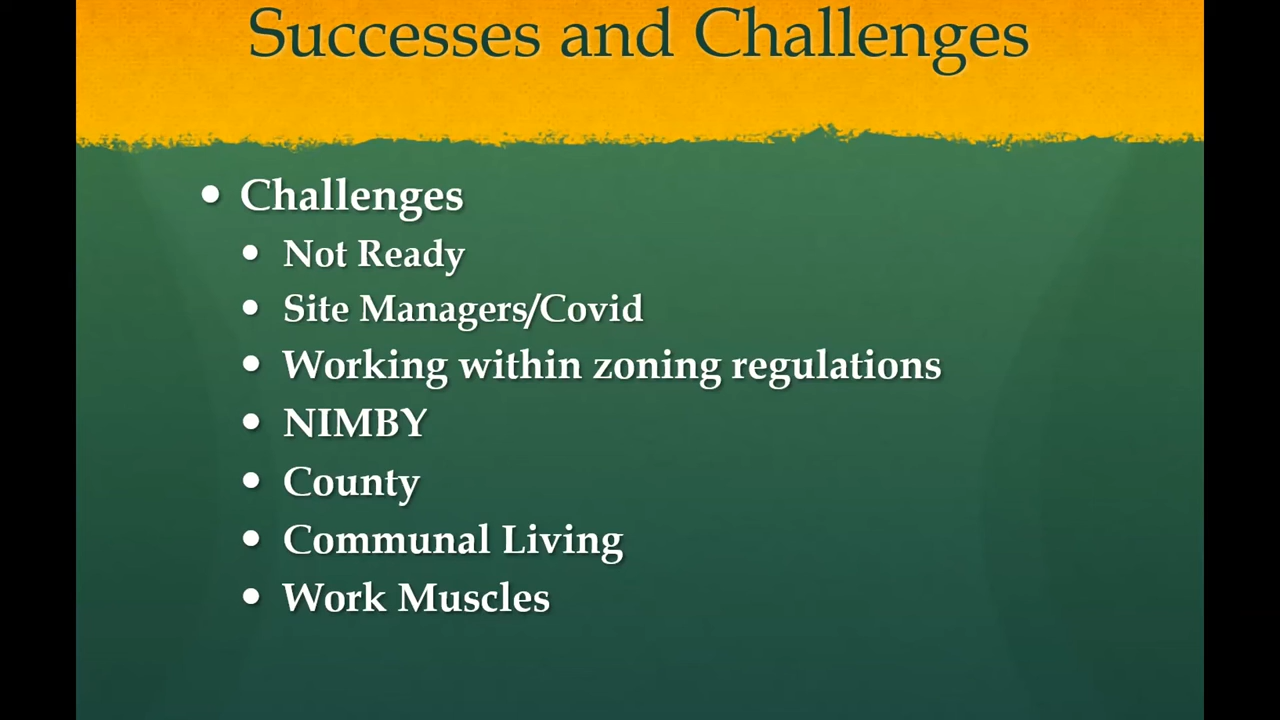 Successes and Challenges
• Challenges
• Not Ready
• Site Managers/Covid
• Working within zoning regulations
• NIMBY
• County
• Communal Living
• Work Muscles